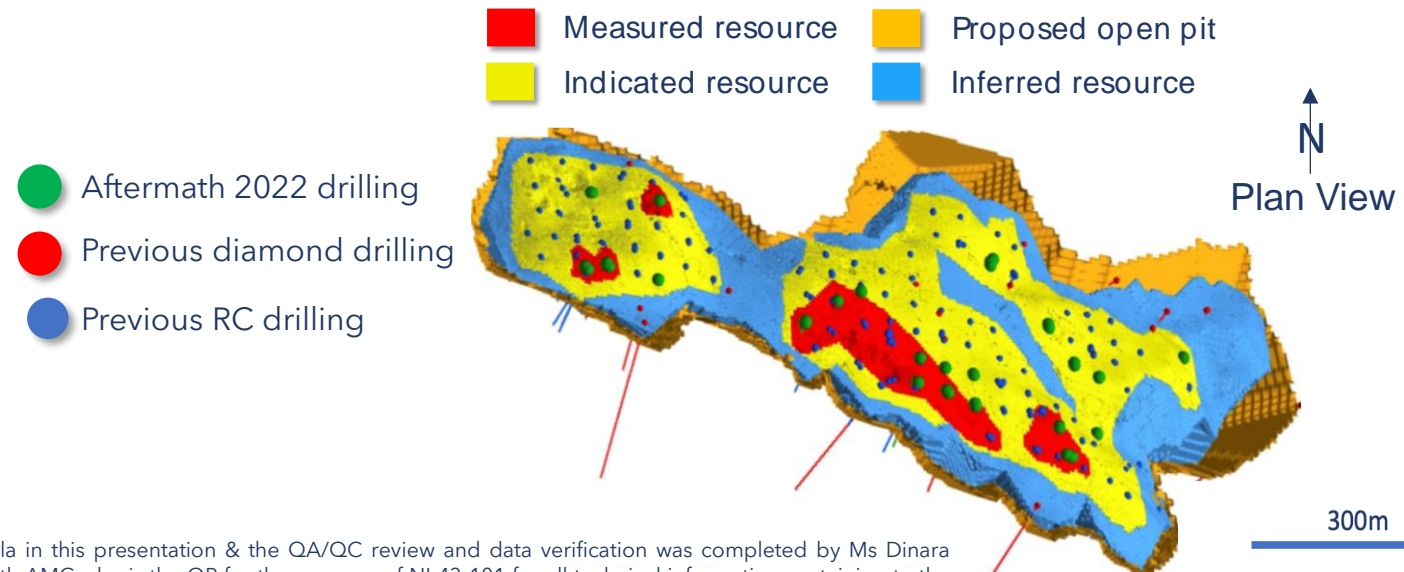 Measured resource
Proposed open pit
Indicated resource
Inferred resource
N
Plan View
Aftermath 2022 drilling
Previous diamond drilling
Previous RC drilling
300m
la in this presentation & the QA/QC review and data verification was completed by Ms Dinara